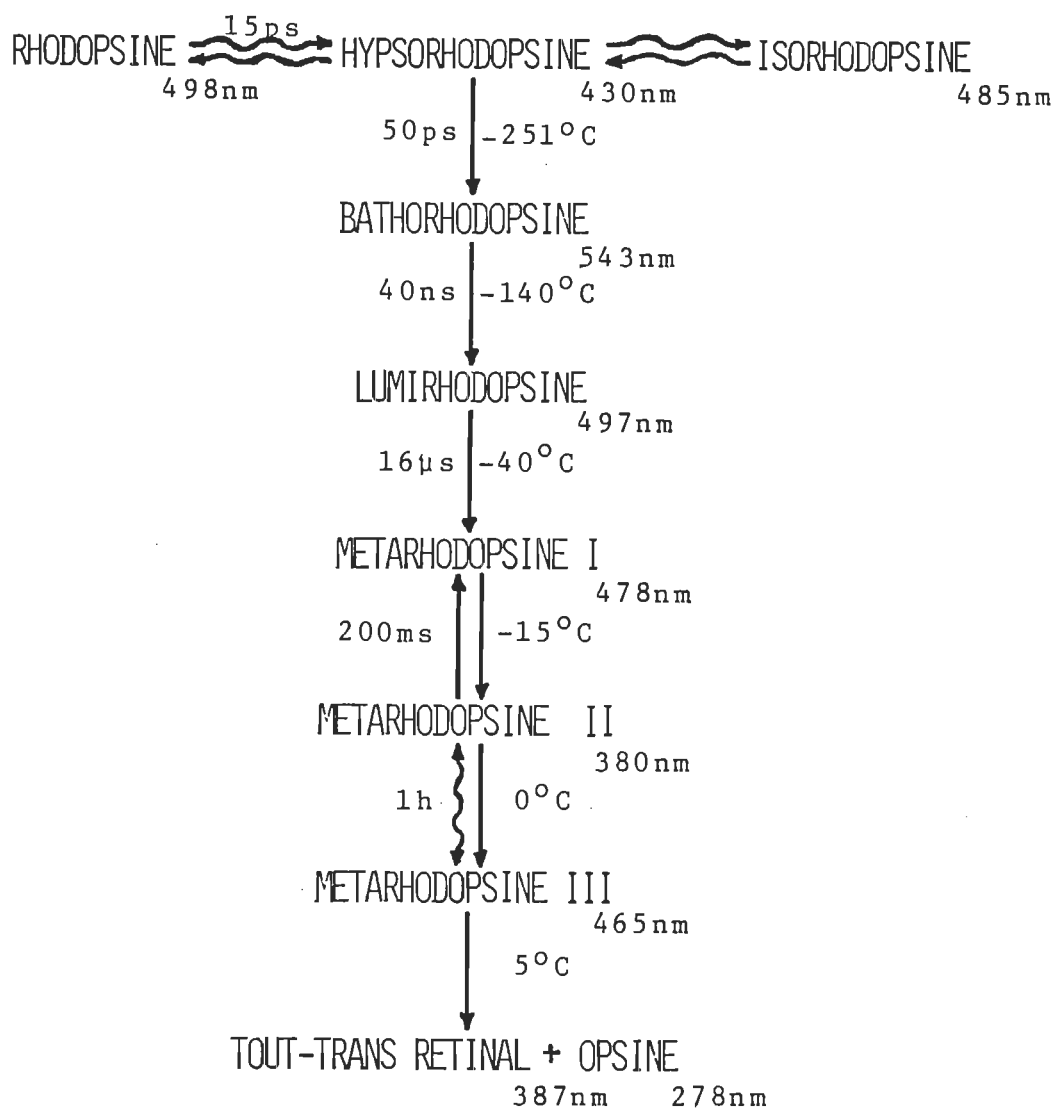 15ps
RHODOPSINE HYPSORHODOPSINE ISORHODOPSINE
498nm 430nm 485nm
50ps -251°C
BATHORHODOPSINE
543nm
40ns -140°C
LUMIRHODOPSINE
497nm
16μs -40°C
METARHODOPSINE I
478nm
200ms -15°C
METARHODOPSINE II
380nm
1h 0°C
METARHODOPSINE III
465nm
5°C
TOUT-TRANS RETINAL + OPSINE
387nm 278nm